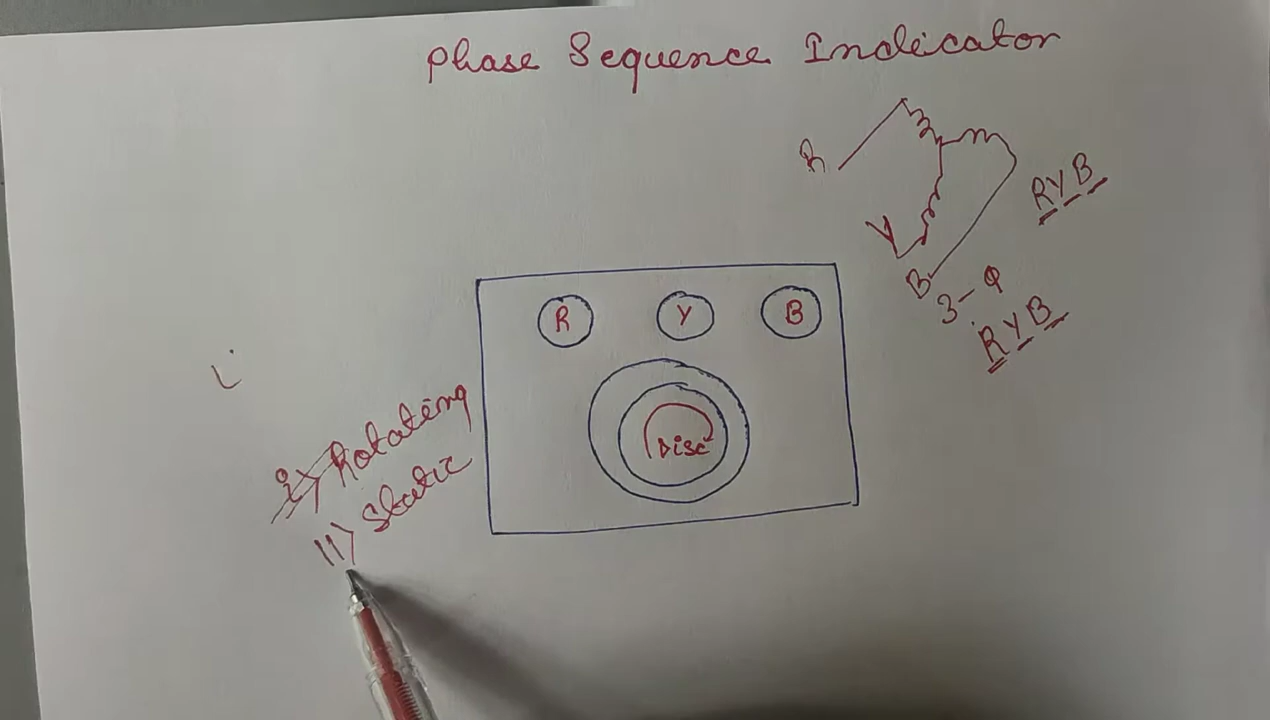 Phase Sequence Indicator
R
Y
B
RYB
3-φ
RYB
R Y B
Disc
i) Rotating
ii) Static